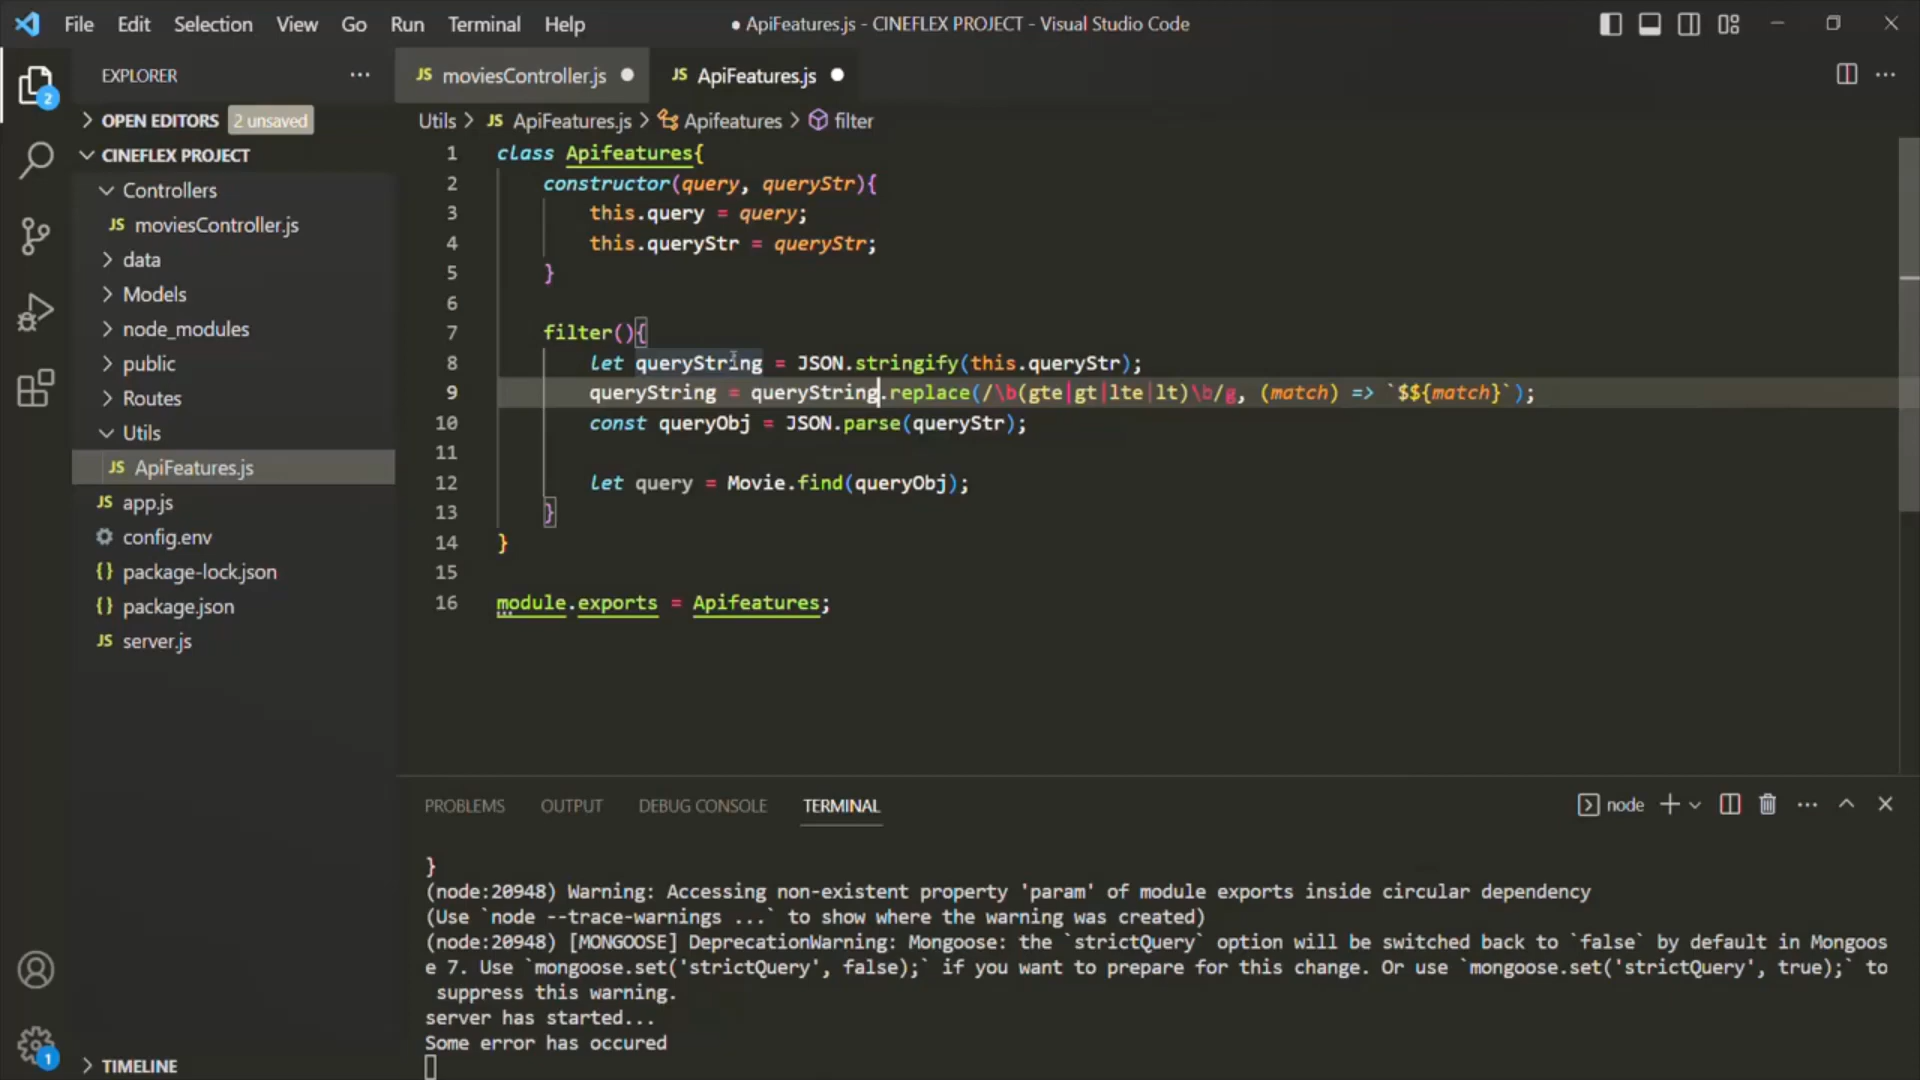 File Edit Selection View Go Run Terminal Help
● ApiFeatures.js - CINEFLEX PROJECT - Visual Studio Code
EXPLORER
JS moviesController.js
JS ApiFeatures.js
2
OPEN EDITORS 2 unsaved
CINEFLEX PROJECT
Controllers
JS moviesController.js
data
Models
node_modules
public
Routes
Utils
JS ApiFeatures.js
JS app.js
config.env
{} package-lock.json
{} package.json
JS server.js
1
TIMELINE
Utils > JS ApiFeatures.js > Apifeatures > filter
1 class Apifeatures{
2 constructor(query, queryStr){
3 this.query = query;
4 this.queryStr = queryStr;
5 }
6
7 filter(){
8 let queryString = JSON.stringify(this.queryStr);
9 queryString = queryString.replace(/\b(gte|gt|lte|lt)\b/g, (match) => `$${match}`);
10 const queryObj = JSON.parse(queryStr);
11
12 let query = Movie.find(queryObj);
13 }
14 }
15
16 module.exports = Apifeatures;
PROBLEMS OUTPUT DEBUG CONSOLE TERMINAL
node
}
(node:20948) Warning: Accessing non-existent property 'param' of module exports inside circular dependency
(Use `node --trace-warnings ...` to show where the warning was created)
(node:20948) [MONGOOSE] DeprecationWarning: Mongoose: the `strictQuery` option will be switched back to `false` by default in Mongoos
e 7. Use `mongoose.set('strictQuery', false);` if you want to prepare for this change. Or use `mongoose.set('strictQuery', true);` to
suppress this warning.
server has started...
Some error has occured